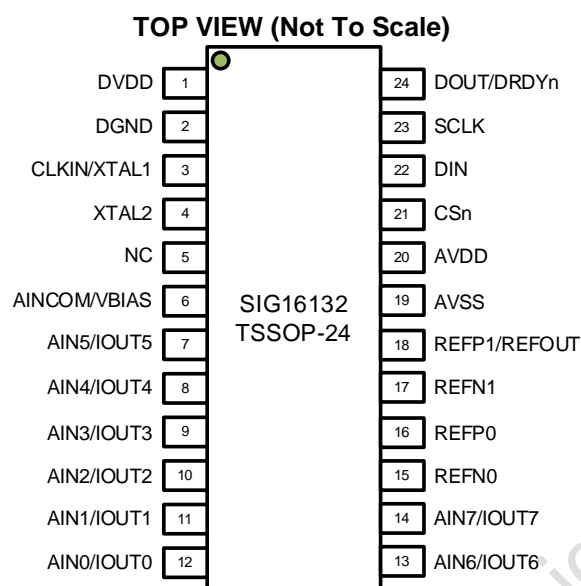 TOP VIEW (Not To Scale)
DVDD 1 24 DOUT/DRDYn
DGND 2 23 SCLK
CLKIN/XTAL1 3 22 DIN
XTAL2 4 21 CSn
NC 5 20 AVDD
AINCOM/VBIAS 6 19 AVSS
SIG16132
TSSOP-24
AIN5/IOUT5 7 18 REFP1/REFOUT
AIN4/IOUT4 8 17 REFN1
AIN3/IOUT3 9 16 REFP0
AIN2/IOUT2 10 15 REFN0
AIN1/IOUT1 11 14 AIN7/IOUT7
AIN0/IOUT0 12 13 AIN6/IOUT6